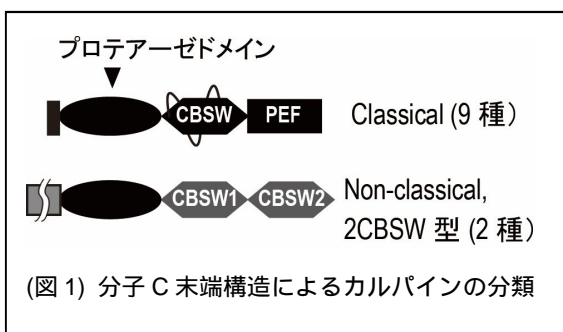 プロテアーゼドメイン
CBSW PEF Classical (9 種)
CBSW1 CBSW2 Non-classical,
2CBSW 型 (2 種)
(図 1) 分子 C 末端構造によるカルパインの分類